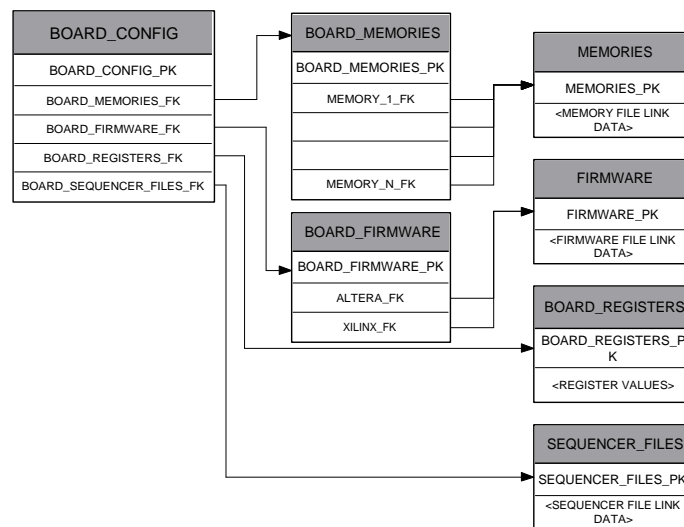 BOARD_CONFIG
BOARD_CONFIG_PK
BOARD_MEMORIES_FK
BOARD_FIRMWARE_FK
BOARD_REGISTERS_FK
BOARD_SEQUENCER_FILES_FK
BOARD_MEMORIES
BOARD_MEMORIES_PK
MEMORY_1_FK
MEMORY_N_FK
BOARD_FIRMWARE
BOARD_FIRMWARE_PK
ALTERA_FK
XILINX_FK
MEMORIES
MEMORIES_PK
<MEMORY FILE LINK
DATA>
FIRMWARE
FIRMWARE_PK
<FIRMWARE FILE LINK
DATA>
BOARD_REGISTERS
BOARD_REGISTERS_P
K
<REGISTER VALUES>
SEQUENCER_FILES
SEQUENCER_FILES_PK
<SEQUENCER FILE LINK
DATA>